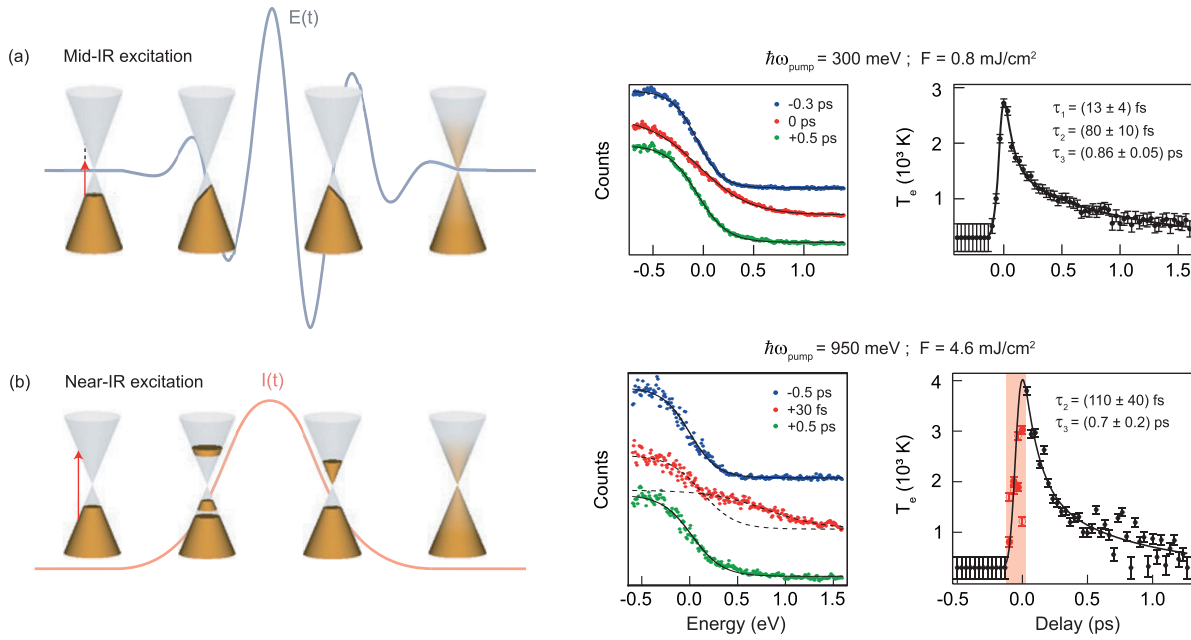 (a) Mid-IR excitation
E(t)
ħω_pump = 300 meV ; F = 0.8 mJ/cm²
Counts
-0.3 ps
0 ps
+0.5 ps
-0.5 0.0 0.5 1.0 1.5
T_e (10³ K)
3
2
1
τ₁ = (13 ± 4) fs
τ₂ = (80 ± 10) fs
τ₃ = (0.86 ± 0.05) ps
0.0 0.5 1.0 1.5
(b) Near-IR excitation
I(t)
ħω_pump = 950 meV ; F = 4.6 mJ/cm²
Counts
-0.5 ps
+30 fs
+0.5 ps
-0.5 0.0 0.5 1.0 1.5
Energy (eV)
T_e (10³ K)
4
3
2
1
τ₂ = (110 ± 40) fs
τ₃ = (0.7 ± 0.2) ps
-0.5 0.0 0.5 1.0
Delay (ps)